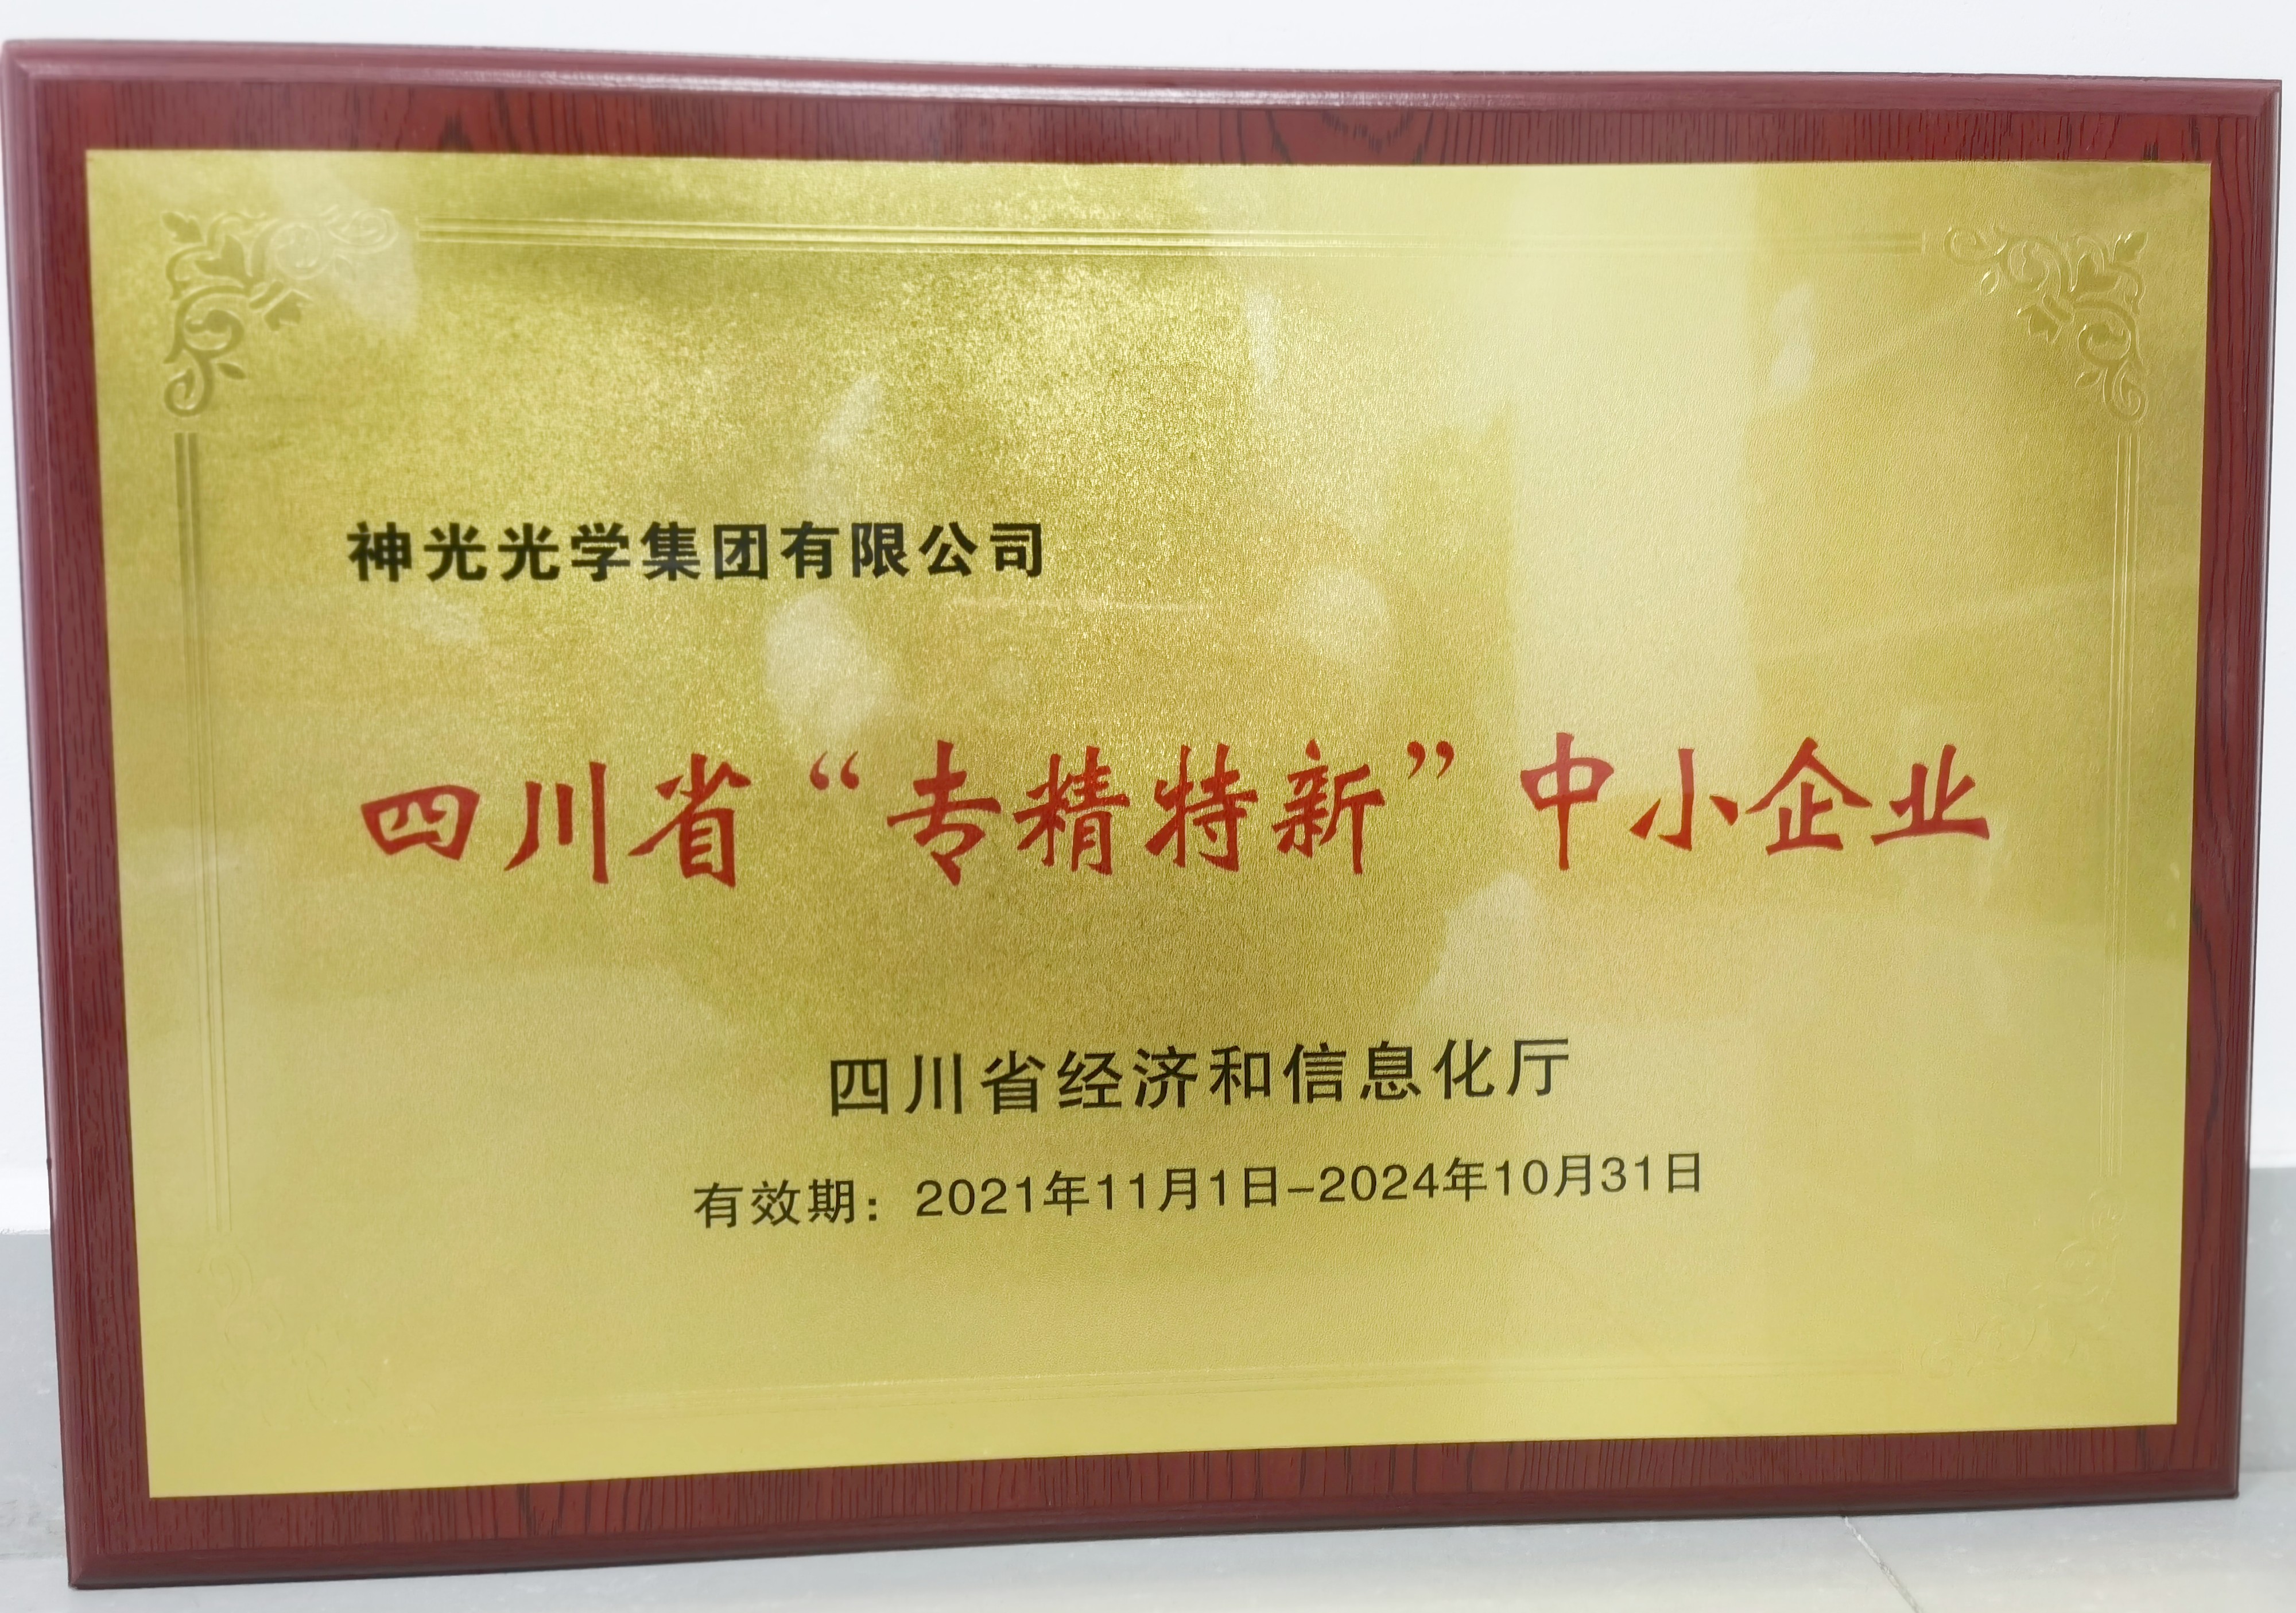 神光光学集团有限公司
四川省“专精特新”中小企业
四川省经济和信息化厅
有效期：2021年11月1日-2024年10月31日